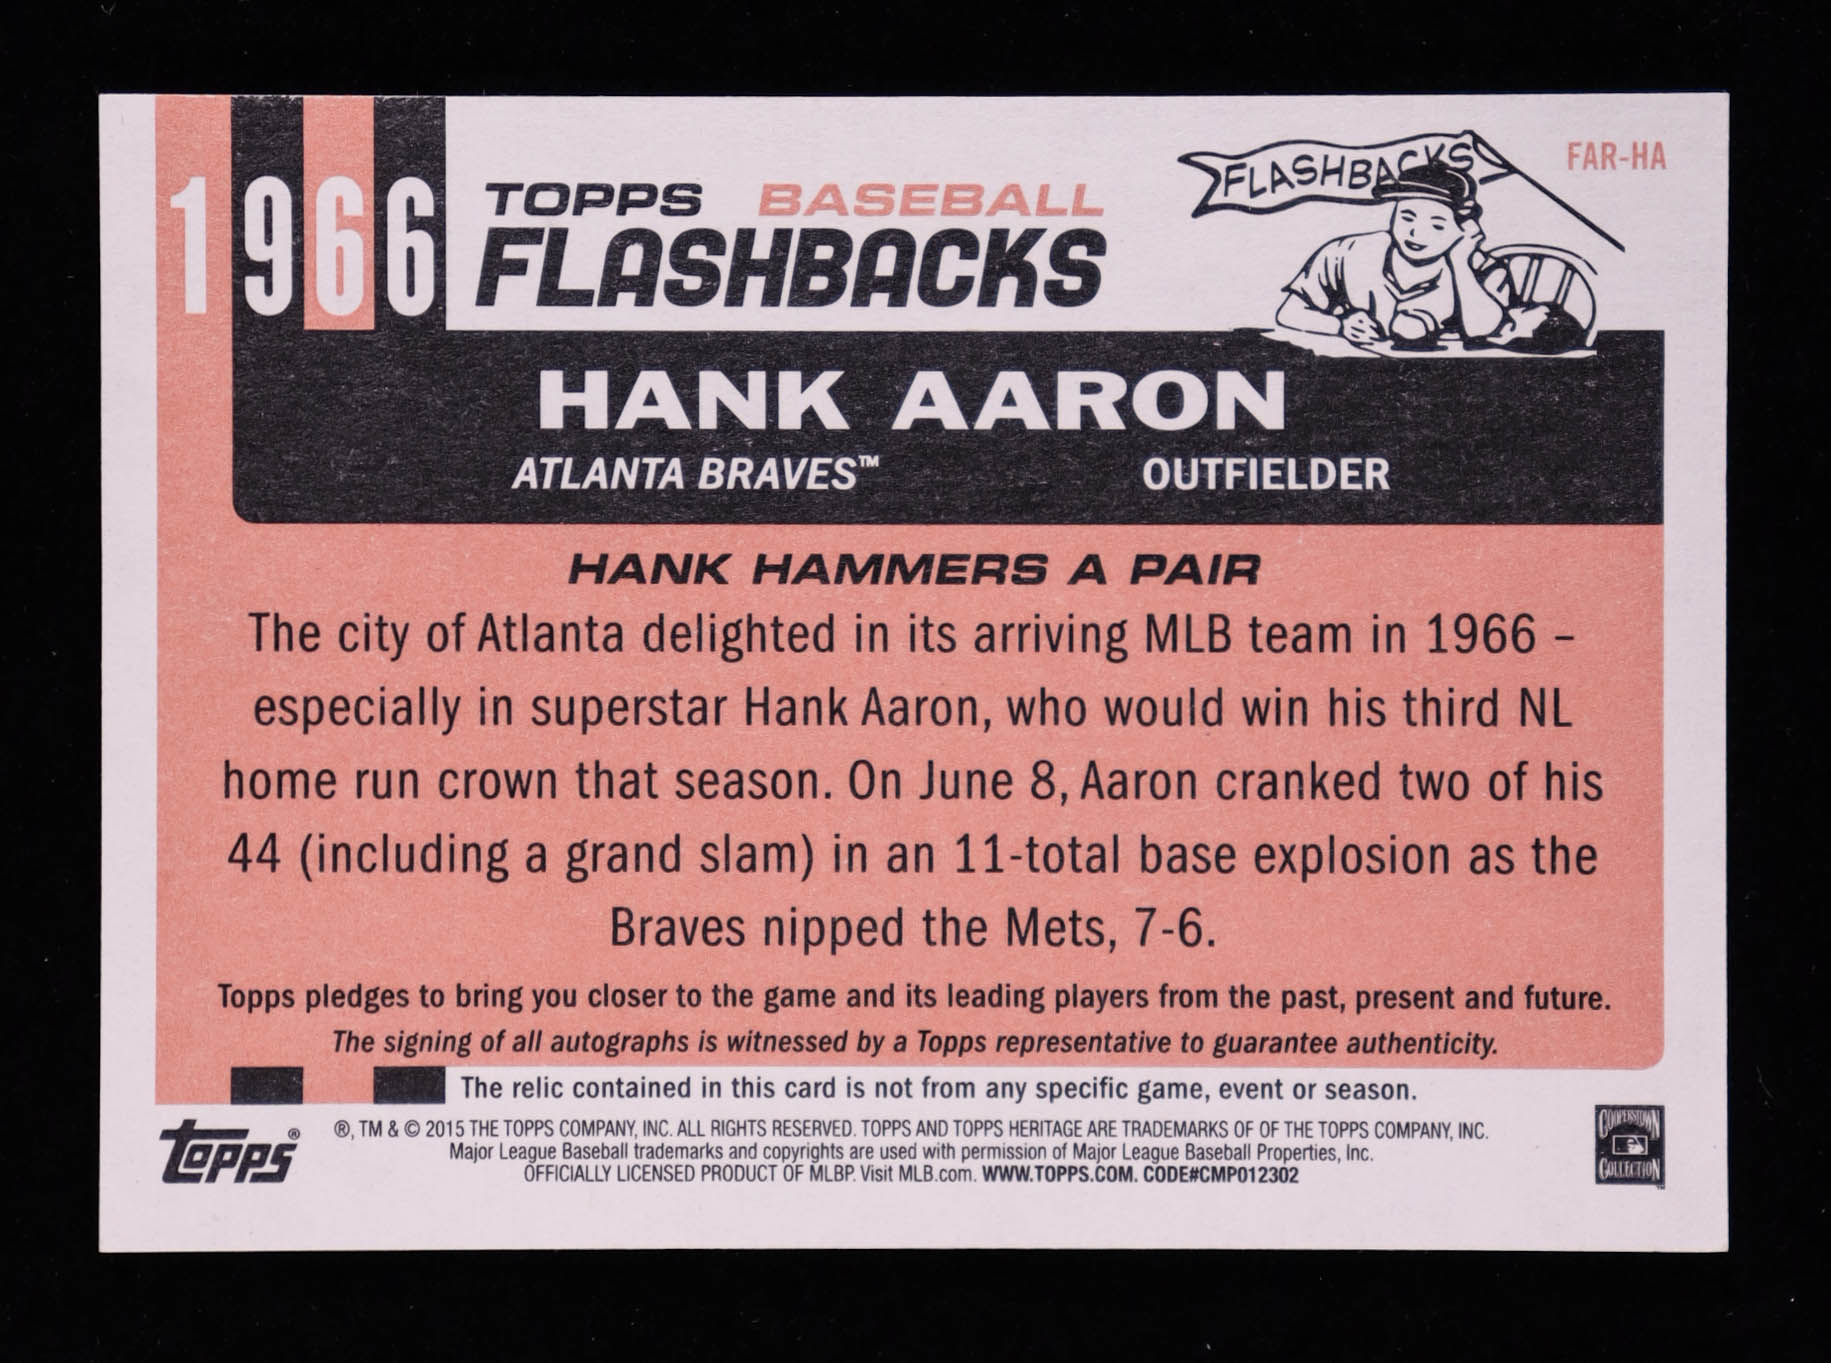 FAR-HA
1966
TOPPS BASEBALL
FLASHBACKS
FLASHBACKS
HANK AARON
ATLANTA BRAVES™ OUTFIELDER
HANK HAMMERS A PAIR
The city of Atlanta delighted in its arriving MLB team in 1966 –
especially in superstar Hank Aaron, who would win his third NL
home run crown that season. On June 8, Aaron cranked two of his
44 (including a grand slam) in an 11-total base explosion as the
Braves nipped the Mets, 7-6.
Topps pledges to bring you closer to the game and its leading players from the past, present and future.
The signing of all autographs is witnessed by a Topps representative to guarantee authenticity.
The relic contained in this card is not from any specific game, event or season.
Topps®
®, TM & © 2015 THE TOPPS COMPANY, INC. ALL RIGHTS RESERVED. TOPPS AND TOPPS HERITAGE ARE TRADEMARKS OF OF THE TOPPS COMPANY, INC.
Major League Baseball trademarks and copyrights are used with permission of Major League Baseball Properties, Inc.
OFFICIALLY LICENSED PRODUCT OF MLBP. Visit MLB.com. WWW.TOPPS.COM. CODE#CMP012302
COOPERSTOWN
COLLECTION